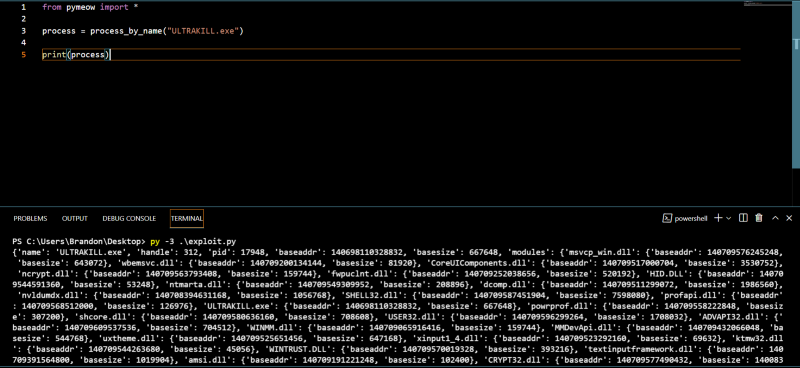 1 from pymeow import *
2
3 process = process_by_name("ULTRAKILL.exe")
4
5 print(process)
PROBLEMS OUTPUT DEBUG CONSOLE TERMINAL powershell
PS C:\Users\Brandon\Desktop> py -3 .\exploit.py
{'name': 'ULTRAKILL.exe', 'handle': 312, 'pid': 17948, 'baseaddr': 140698110328832, 'basesize': 667648, 'modules': {'msvcp_win.dll': {'baseaddr': 140709576245248,
'basesize': 643072}, 'wbemsvc.dll': {'baseaddr': 140709200134144, 'basesize': 81920}, 'CoreUIComponents.dll': {'baseaddr': 140709517000704, 'basesize': 3530752},
'ncrypt.dll': {'baseaddr': 140709563793408, 'basesize': 159744}, 'fwpuclnt.dll': {'baseaddr': 140709252038656, 'basesize': 520192}, 'HID.DLL': {'baseaddr': 14070
9544591360, 'basesize': 53248}, 'ntmarta.dll': {'baseaddr': 140709549309952, 'basesize': 208896}, 'dcomp.dll': {'baseaddr': 140709511299072, 'basesize': 1986560},
'nvldumdx.dll': {'baseaddr': 140708394631168, 'basesize': 1056768}, 'SHELL32.dll': {'baseaddr': 140709587451904, 'basesize': 7598080}, 'profapi.dll': {'baseaddr'
: 140709568512000, 'basesize': 126976}, 'ULTRAKILL.exe': {'baseaddr': 140698110328832, 'basesize': 667648}, 'powrprof.dll': {'baseaddr': 140709558222848, 'basesiz
e': 307200}, 'shcore.dll': {'baseaddr': 140709580636160, 'basesize': 708608}, 'USER32.dll': {'baseaddr': 140709596299264, 'basesize': 1708032}, 'ADVAPI32.dll': {'
baseaddr': 140709609537536, 'basesize': 704512}, 'WINMM.dll': {'baseaddr': 140709065916416, 'basesize': 159744}, 'MMDevApi.dll': {'baseaddr': 140709432066048, 'ba
sesize': 544768}, 'uxtheme.dll': {'baseaddr': 140709525651456, 'basesize': 647168}, 'xinput1_4.dll': {'baseaddr': 140709523292160, 'basesize': 69632}, 'ktmw32.dll
': {'baseaddr': 140709544263680, 'basesize': 45056}, 'WINTRUST.DLL': {'baseaddr': 140709570019328, 'basesize': 393216}, 'textinputframework.dll': {'baseaddr': 140
709391564800, 'basesize': 1019904}, 'amsi.dll': {'baseaddr': 140709191221248, 'basesize': 102400}, 'CRYPT32.dll': {'baseaddr': 140709577490432, 'basesize': 140083